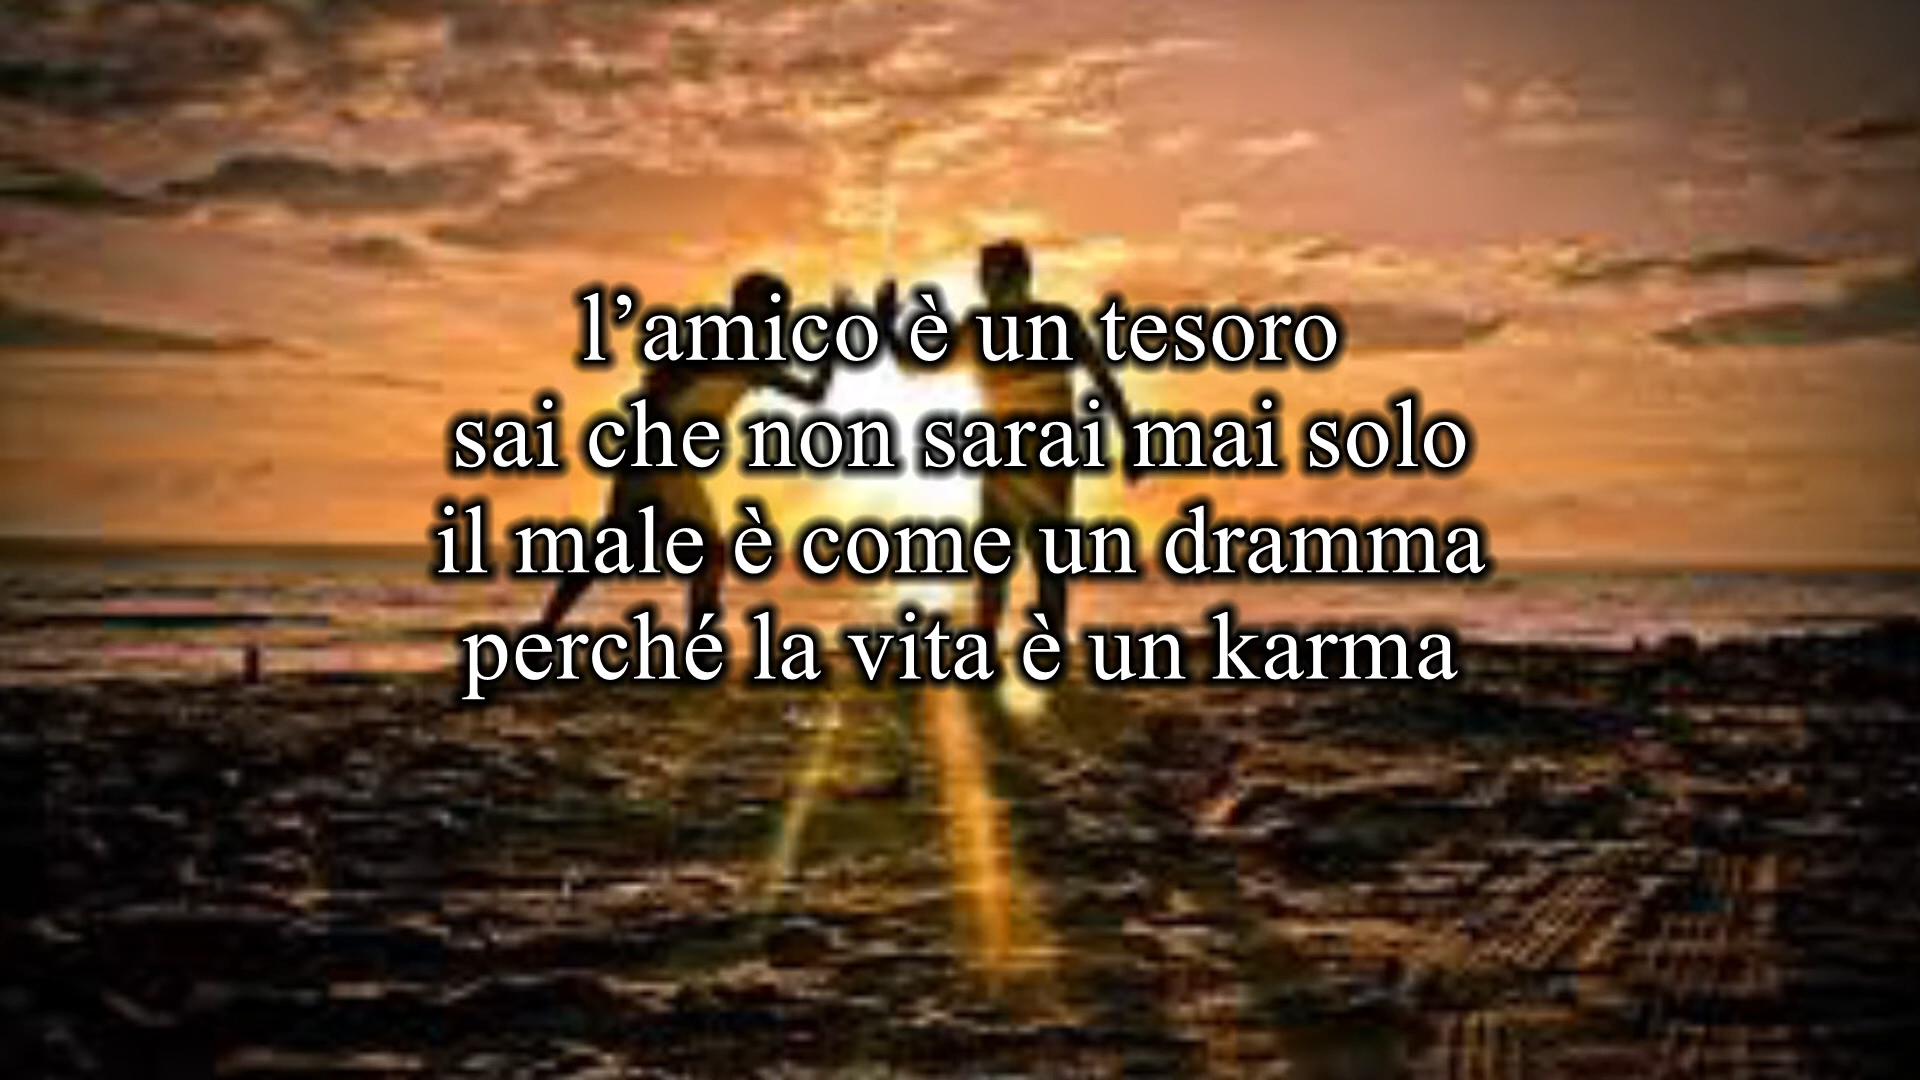 l’amico è un tesoro
sai che non sarai mai solo
il male è come un dramma
perché la vita è un karma